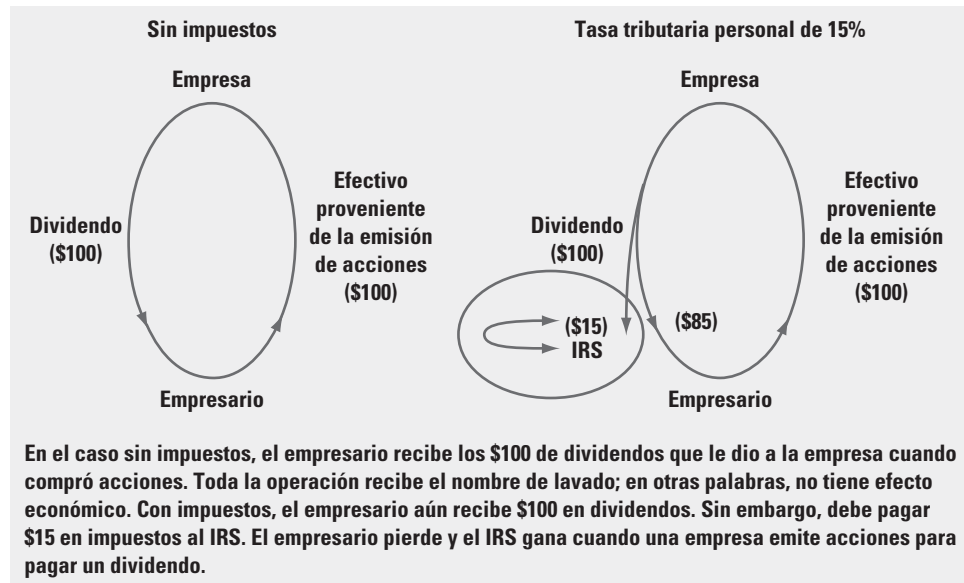 Sin impuestos
Empresa
Dividendo
($100)
Efectivo
proveniente
de la emisión
de acciones
($100)
Empresario
Tasa tributaria personal de 15%
Empresa
Dividendo
($100)
Efectivo
proveniente
de la emisión
de acciones
($100)
($15)
IRS
($85)
Empresario
En el caso sin impuestos, el empresario recibe los $100 de dividendos que le dio a la empresa cuando
compró acciones. Toda la operación recibe el nombre de lavado; en otras palabras, no tiene efecto
económico. Con impuestos, el empresario aún recibe $100 en dividendos. Sin embargo, debe pagar
$15 en impuestos al IRS. El empresario pierde y el IRS gana cuando una empresa emite acciones para
pagar un dividendo.